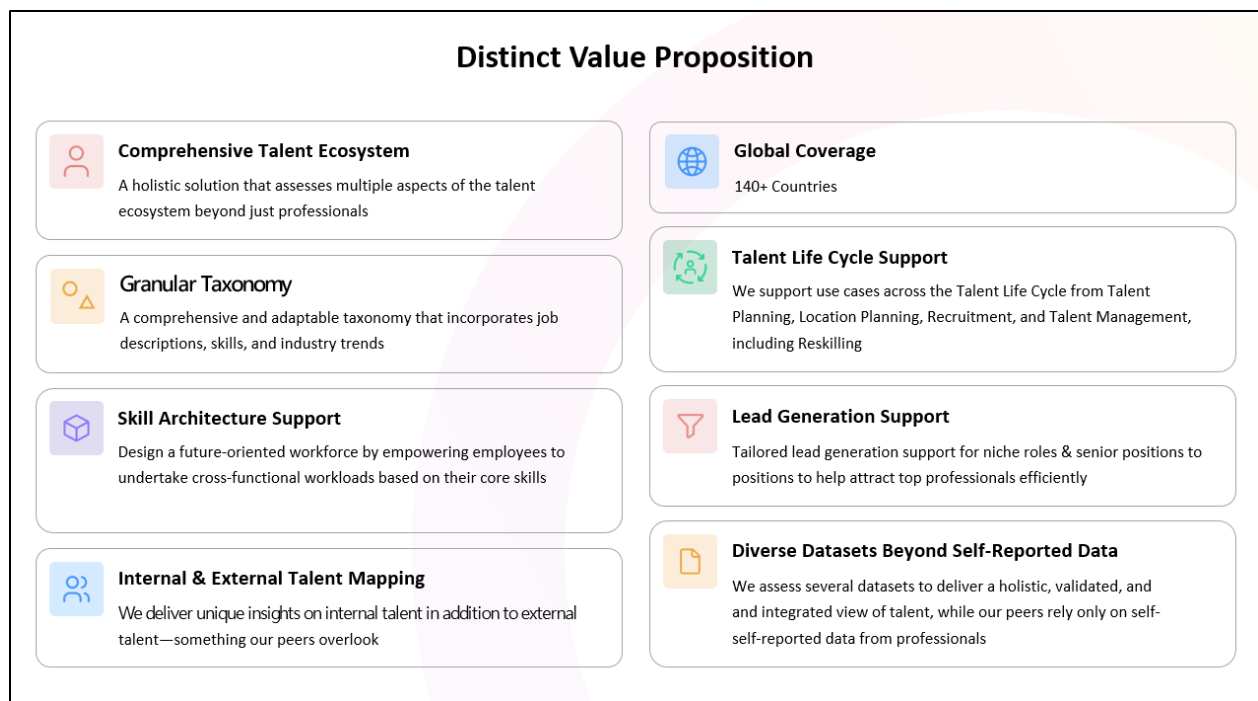 Distinct Value Proposition
Comprehensive Talent Ecosystem
A holistic solution that assesses multiple aspects of the talent
ecosystem beyond just professionals
Granular Taxonomy
A comprehensive and adaptable taxonomy that incorporates job
descriptions, skills, and industry trends
Skill Architecture Support
Design a future-oriented workforce by empowering employees to
undertake cross-functional workloads based on their core skills
Internal & External Talent Mapping
We deliver unique insights on internal talent in addition to external
talent—something our peers overlook
Global Coverage
140+ Countries
Talent Life Cycle Support
We support use cases across the Talent Life Cycle from Talent
Planning, Location Planning, Recruitment, and Talent Management,
including Reskilling
Lead Generation Support
Tailored lead generation support for niche roles & senior positions to
positions to help attract top professionals efficiently
Diverse Datasets Beyond Self-Reported Data
We assess several datasets to deliver a holistic, validated, and
and integrated view of talent, while our peers rely only on self-
self-reported data from professionals